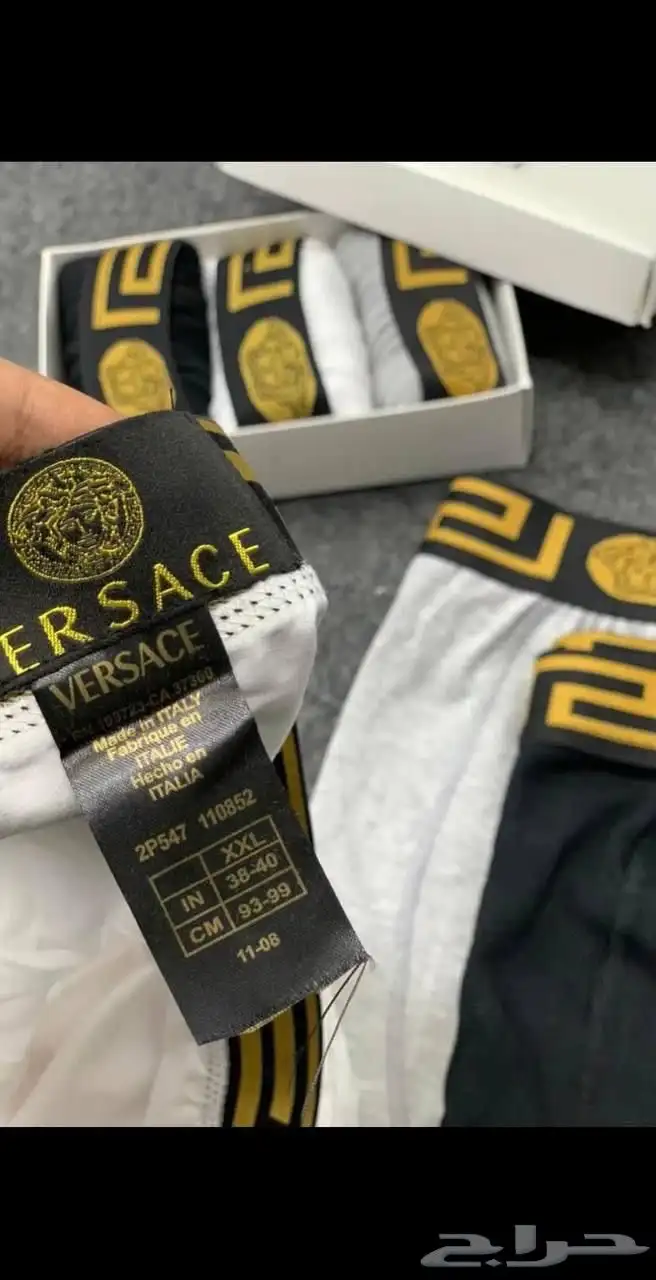 VERSACE
VERSACE
Made in ITALY
Fabrique en
ITALIE
Hecho en
ITALIA
2P547 110852
XXL
IN 38-40
CM 93-99
11-08
حراج